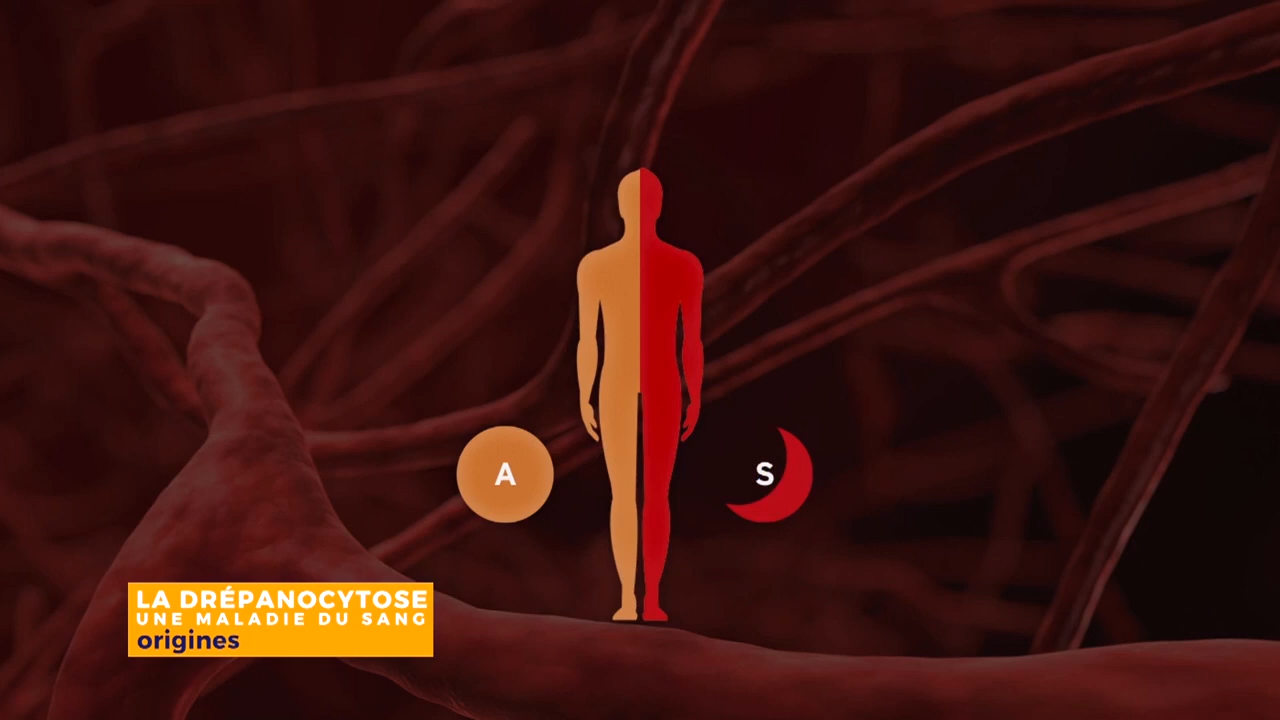 A
S
LA DRÉPANOCYTOSE
UNE MALADIE DU SANG
origines